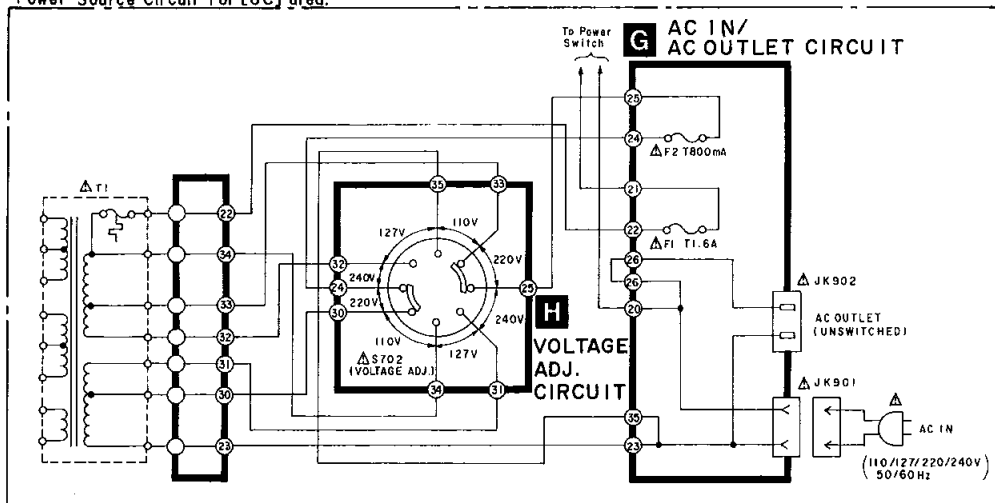 Power Source Circuit for [UC] area.
To Power
Switch
G AC IN/
AC OUTLET CIRCUIT
25
24
F2 T800mA
21
22
F1 T1.6A
26
26
20
35
23
JK902
AC OUTLET
(UNSWITCHED)
JK901
AC IN
(110/127/220/240V)
50/60Hz
T1
22
34
33
32
31
30
23
35
33
110V
127V
220V
32
240V
24
25
220V
30
240V
110V
127V
S702
(VOLTAGE ADJ.)
34
31
H
VOLTAGE
ADJ.
CIRCUIT